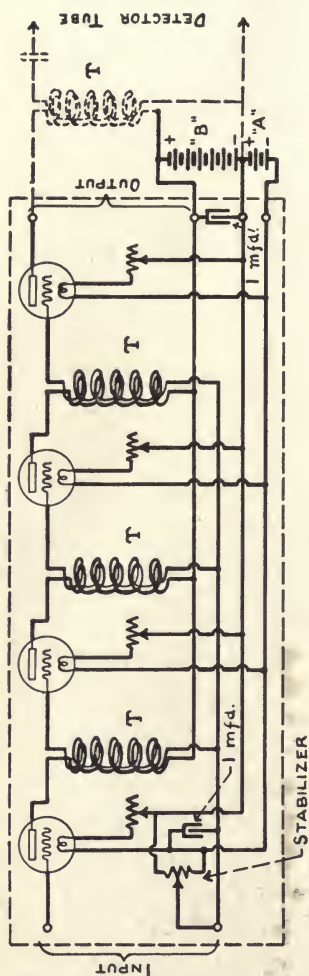 INPUT
OUTPUT
DETECTOR TUBE
T
T
T
T
+
"B"
-
+
"A"
-
1 mfd.
1 mfd.
STABILIZER